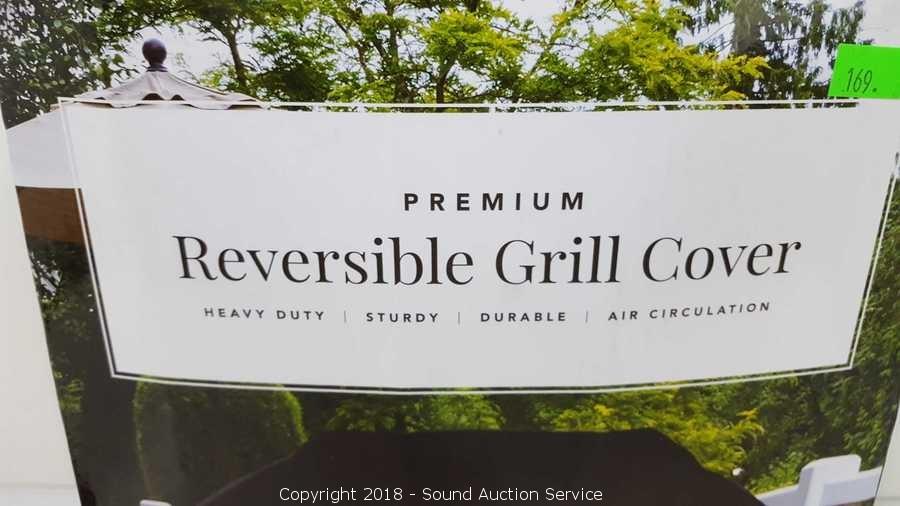 169.
PREMIUM
Reversible Grill Cover
HEAVY DUTY | STURDY | DURABLE | AIR CIRCULATION
Copyright 2018 - Sound Auction Service